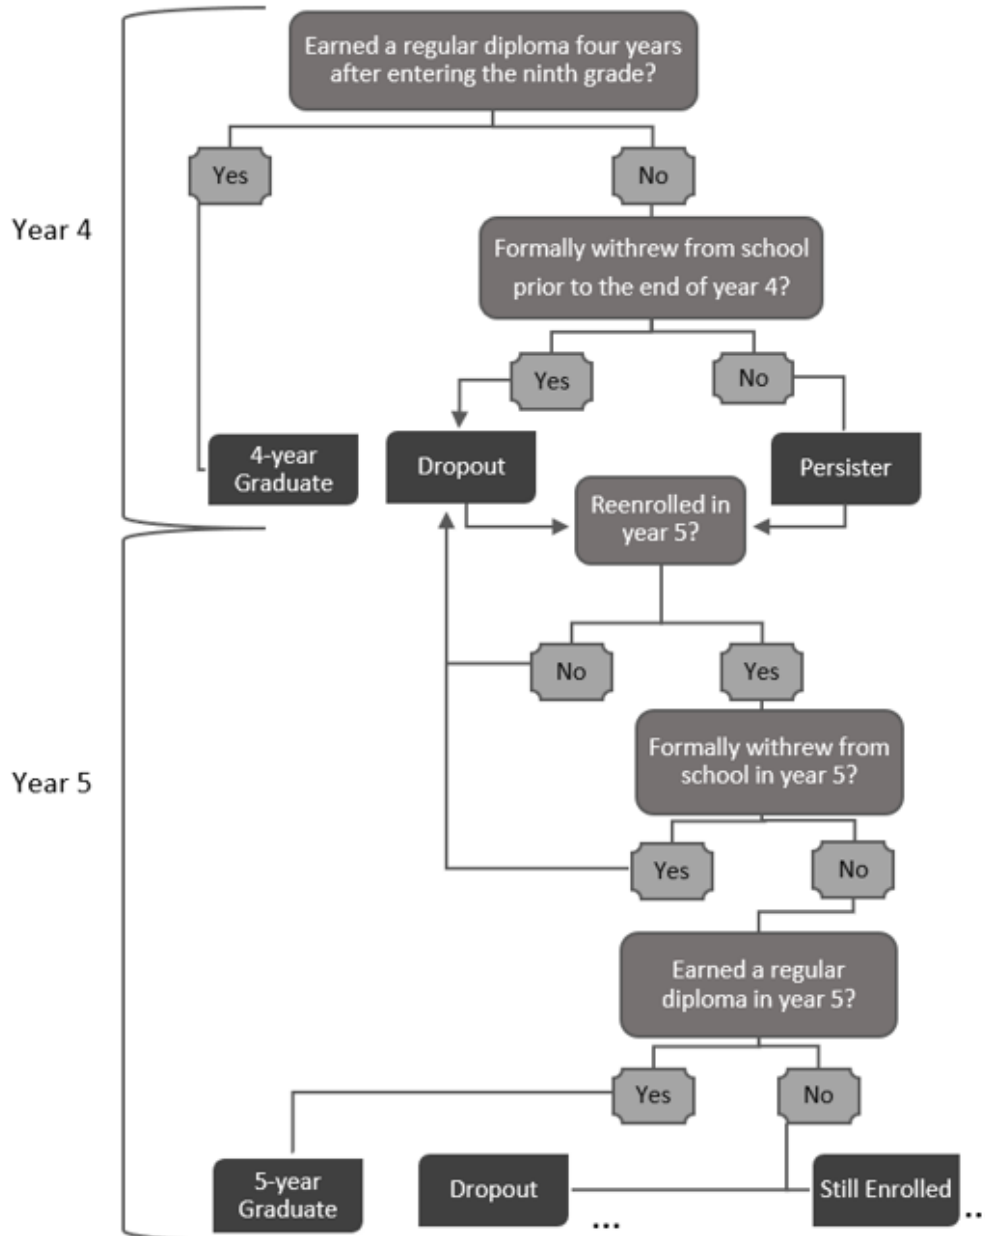 Earned a regular diploma four years
after entering the ninth grade?
Yes
No
Year 4
Formally withrew from school
prior to the end of year 4?
Yes
No
4-year
Graduate
Dropout
Persister
Reenrolled in
year 5?
No
Yes
Year 5
Formally withrew from
school in year 5?
Yes
No
Earned a regular
diploma in year 5?
Yes
No
5-year
Graduate
Dropout
...
Still Enrolled
..